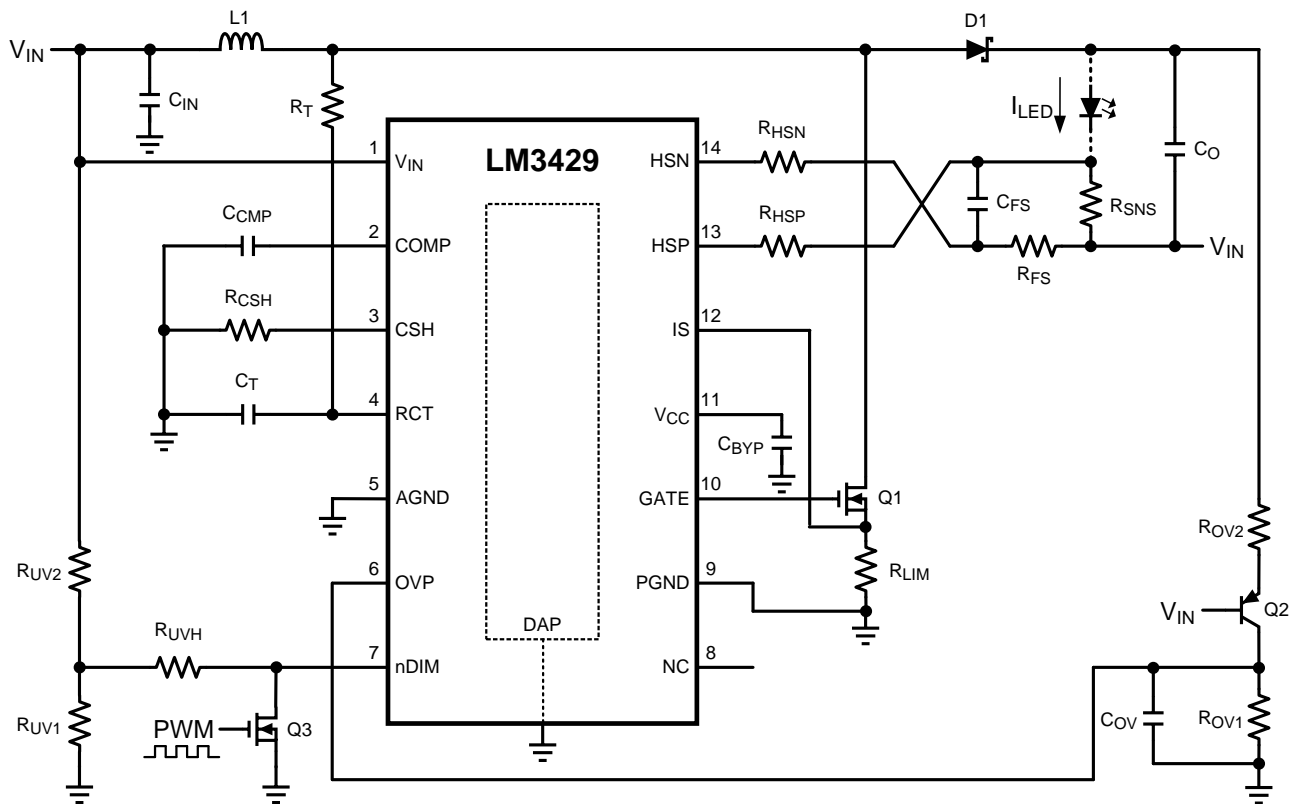 L1
D1
VIN
CIN
RT
ILED
CO
RHSN
RHSP
CFS
RSNS
RFS
VIN
LM3429
1
VIN
14
HSN
CCMP
2
COMP
13
HSP
RCSH
3
CSH
12
IS
CT
4
RCT
11
VCC
CBYP
5
AGND
10
GATE
Q1
ROV2
RUV2
6
OVP
9
PGND
RLIM
VIN
Q2
DAP
RUVH
7
nDIM
8
NC
RUV1
PWM
Q3
COV
ROV1